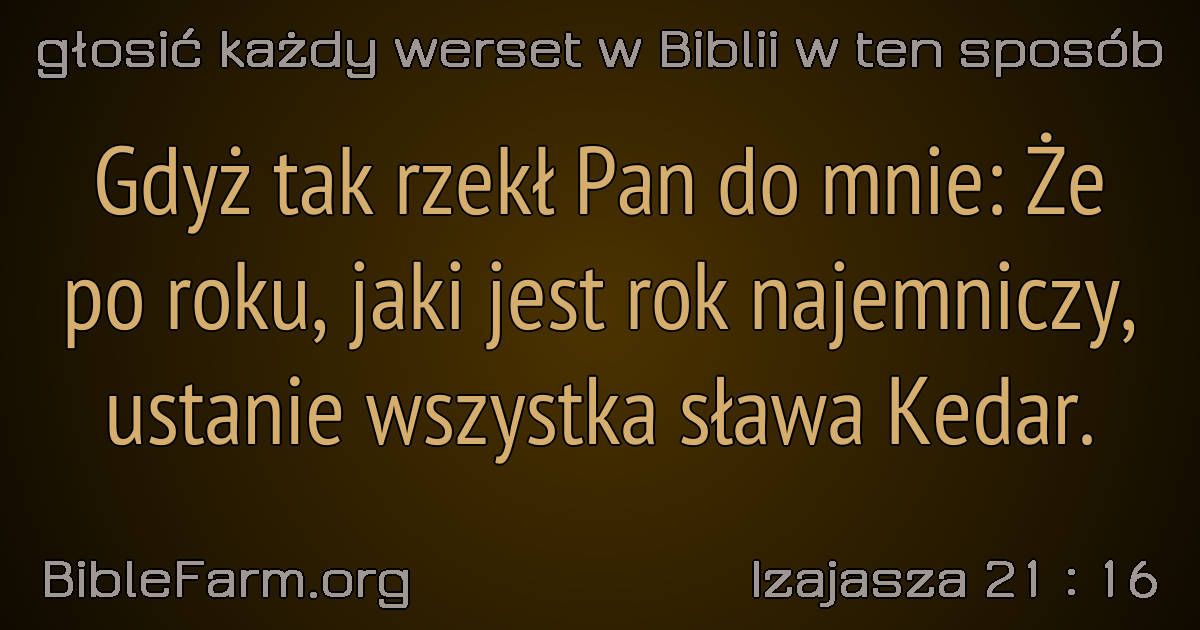 głosić każdy werset w Biblii w ten sposób
Gdyż tak rzekł Pan do mnie: Że
po roku, jaki jest rok najemniczy,
ustanie wszystka sława Kedar.
BibleFarm.org
Izajasza 21 : 16